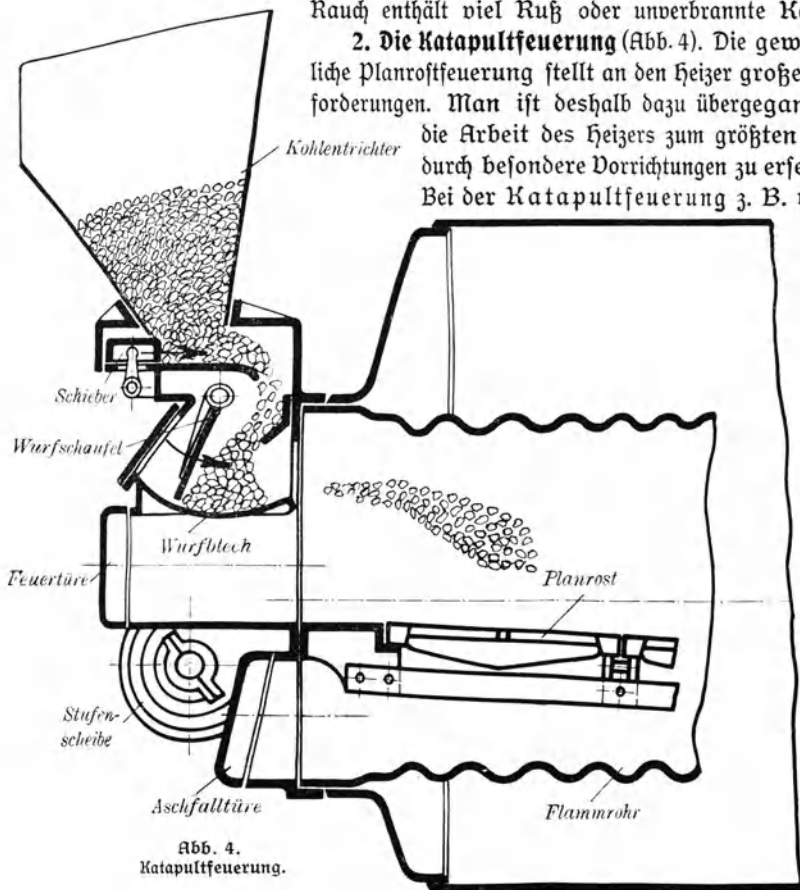 Rauch enthält viel Ruß oder unverbrannte
2. Die Katapultfeuerung (Abb. 4). Die gew
liche Planrostfeuerung stellt an den Heizer große
forderungen. Man ist deshalb dazu übergegan
die Arbeit des Heizers zum größten
durch besondere Vorrichtungen zu erse
Bei der Katapultfeuerung z. B.
Kohlentrichter
Schieber
Wurfschaufel
Wurfblech
Feuertüre
Planrost
Stufen-
scheibe
Aschfalltüre
Flammrohr
Abb. 4.
Katapultfeuerung.